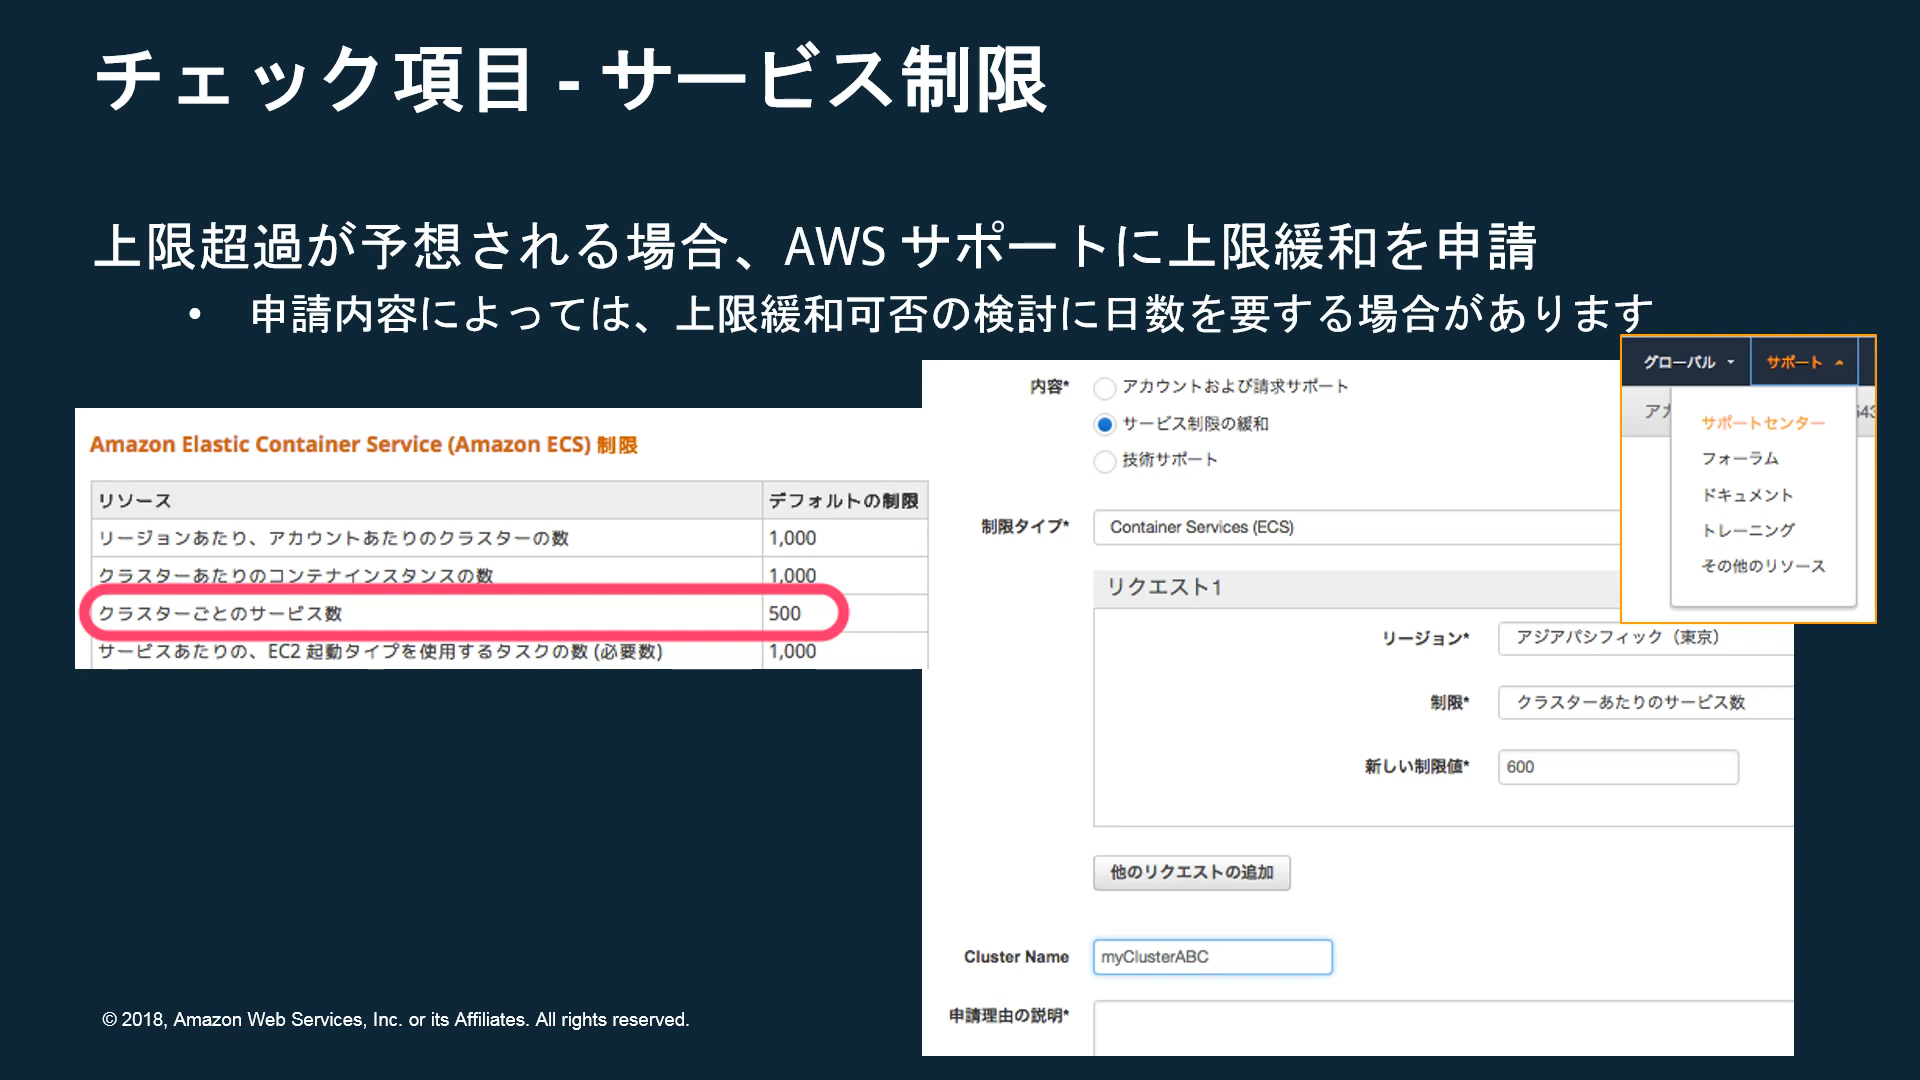 チェック項目 - サービス制限
上限超過が予想される場合、AWS サポートに上限緩和を申請
• 申請内容によっては、上限緩和可否の検討に日数を要する場合があります
Amazon Elastic Container Service (Amazon ECS) 制限
リソース デフォルトの制限
リージョンあたり、アカウントあたりのクラスターの数 1,000
クラスターあたりのコンテナインスタンスの数 1,000
クラスターごとのサービス数 500
サービスあたりの、EC2 起動タイプを使用するタスクの数 (必要数) 1,000
内容* アカウントおよび請求サポート
サービス制限の緩和
技術サポート
制限タイプ* Container Services (ECS)
リクエスト1
リージョン* アジアパシフィック（東京）
制限* クラスターあたりのサービス数
新しい制限値* 600
他のリクエストの追加
Cluster Name myClusterABC
申請理由の説明*
グローバル サポート
サポートセンター
フォーラム
ドキュメント
トレーニング
その他のリソース
© 2018, Amazon Web Services, Inc. or its Affiliates. All rights reserved.